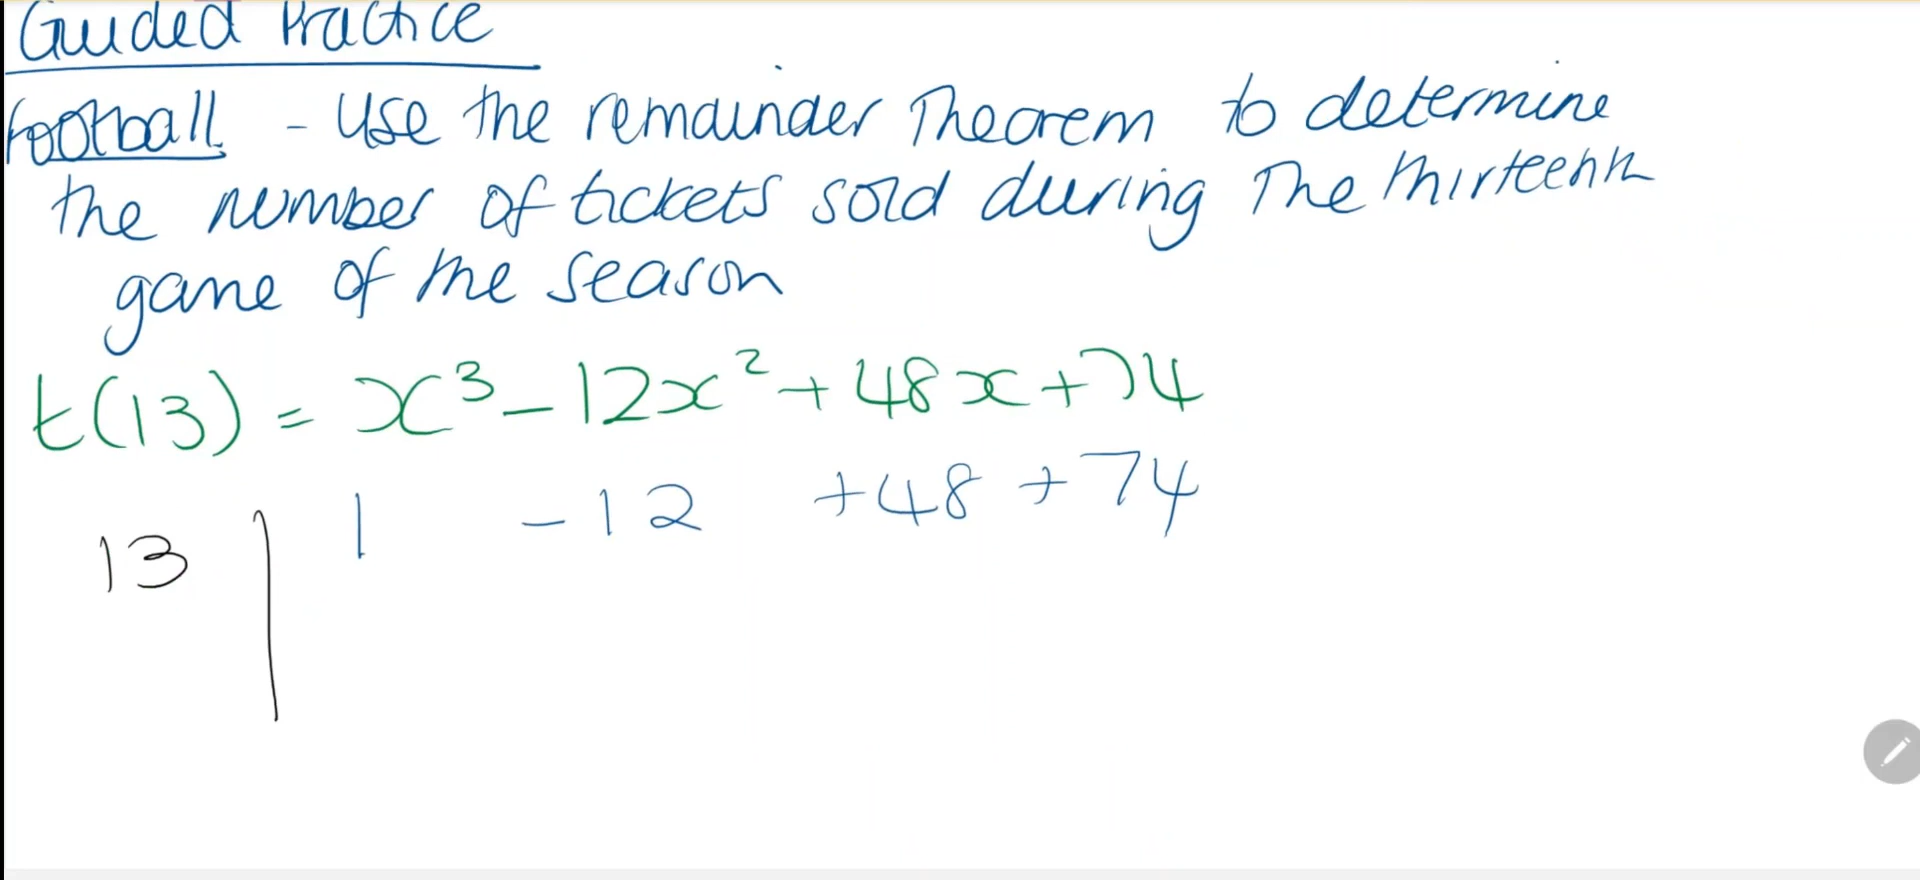 Guided Practice
Football - Use the remainder Theorem to determine
the number of tickets sold during The thirteenth
game of the season
t(13) = x³ - 12x² + 48x + 74
13 | 1 -12 +48 +74